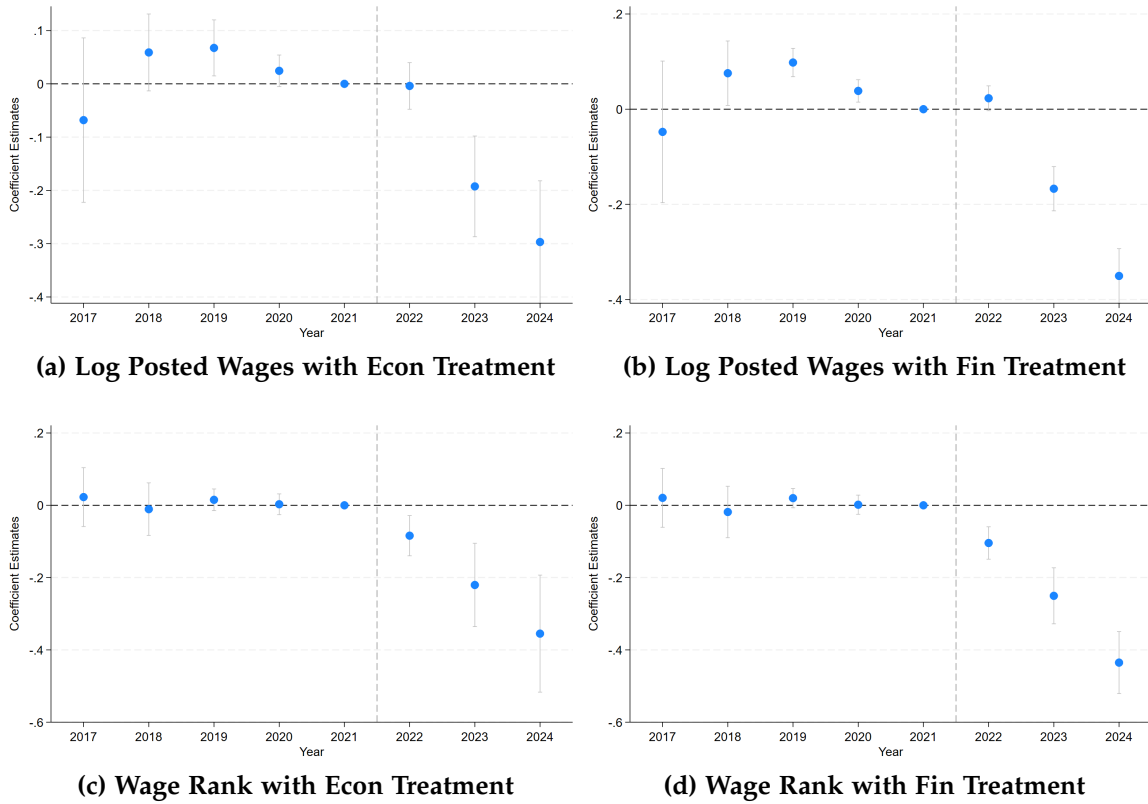 .1
0
-.1
-.2
-.3
-.4
Coefficient Estimates
2017 2018 2019 2020 2021 2022 2023 2024
Year
(a) Log Posted Wages with Econ Treatment
.2
0
-.2
-.4
Coefficient Estimates
2017 2018 2019 2020 2021 2022 2023 2024
Year
(b) Log Posted Wages with Fin Treatment
.2
0
-.2
-.4
-.6
Coefficient Estimates
2017 2018 2019 2020 2021 2022 2023 2024
Year
(c) Wage Rank with Econ Treatment
.2
0
-.2
-.4
-.6
Coefficient Estimates
2017 2018 2019 2020 2021 2022 2023 2024
Year
(d) Wage Rank with Fin Treatment